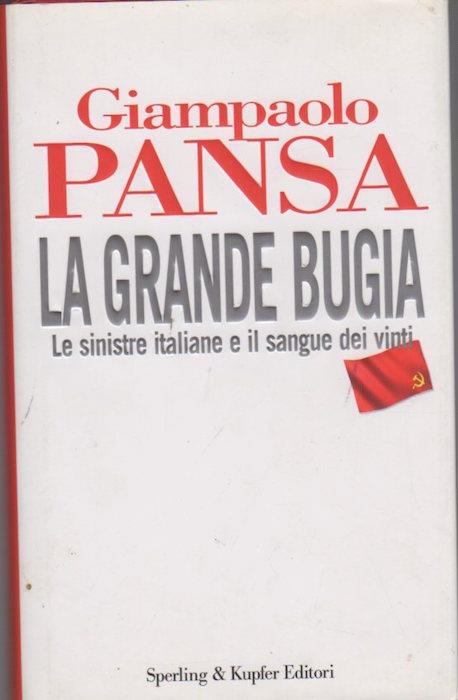 Giampaolo
PANSA
LA GRANDE BUGIA
Le sinistre italiane e il sangue dei vinti
Sperling & Kupfer Editori